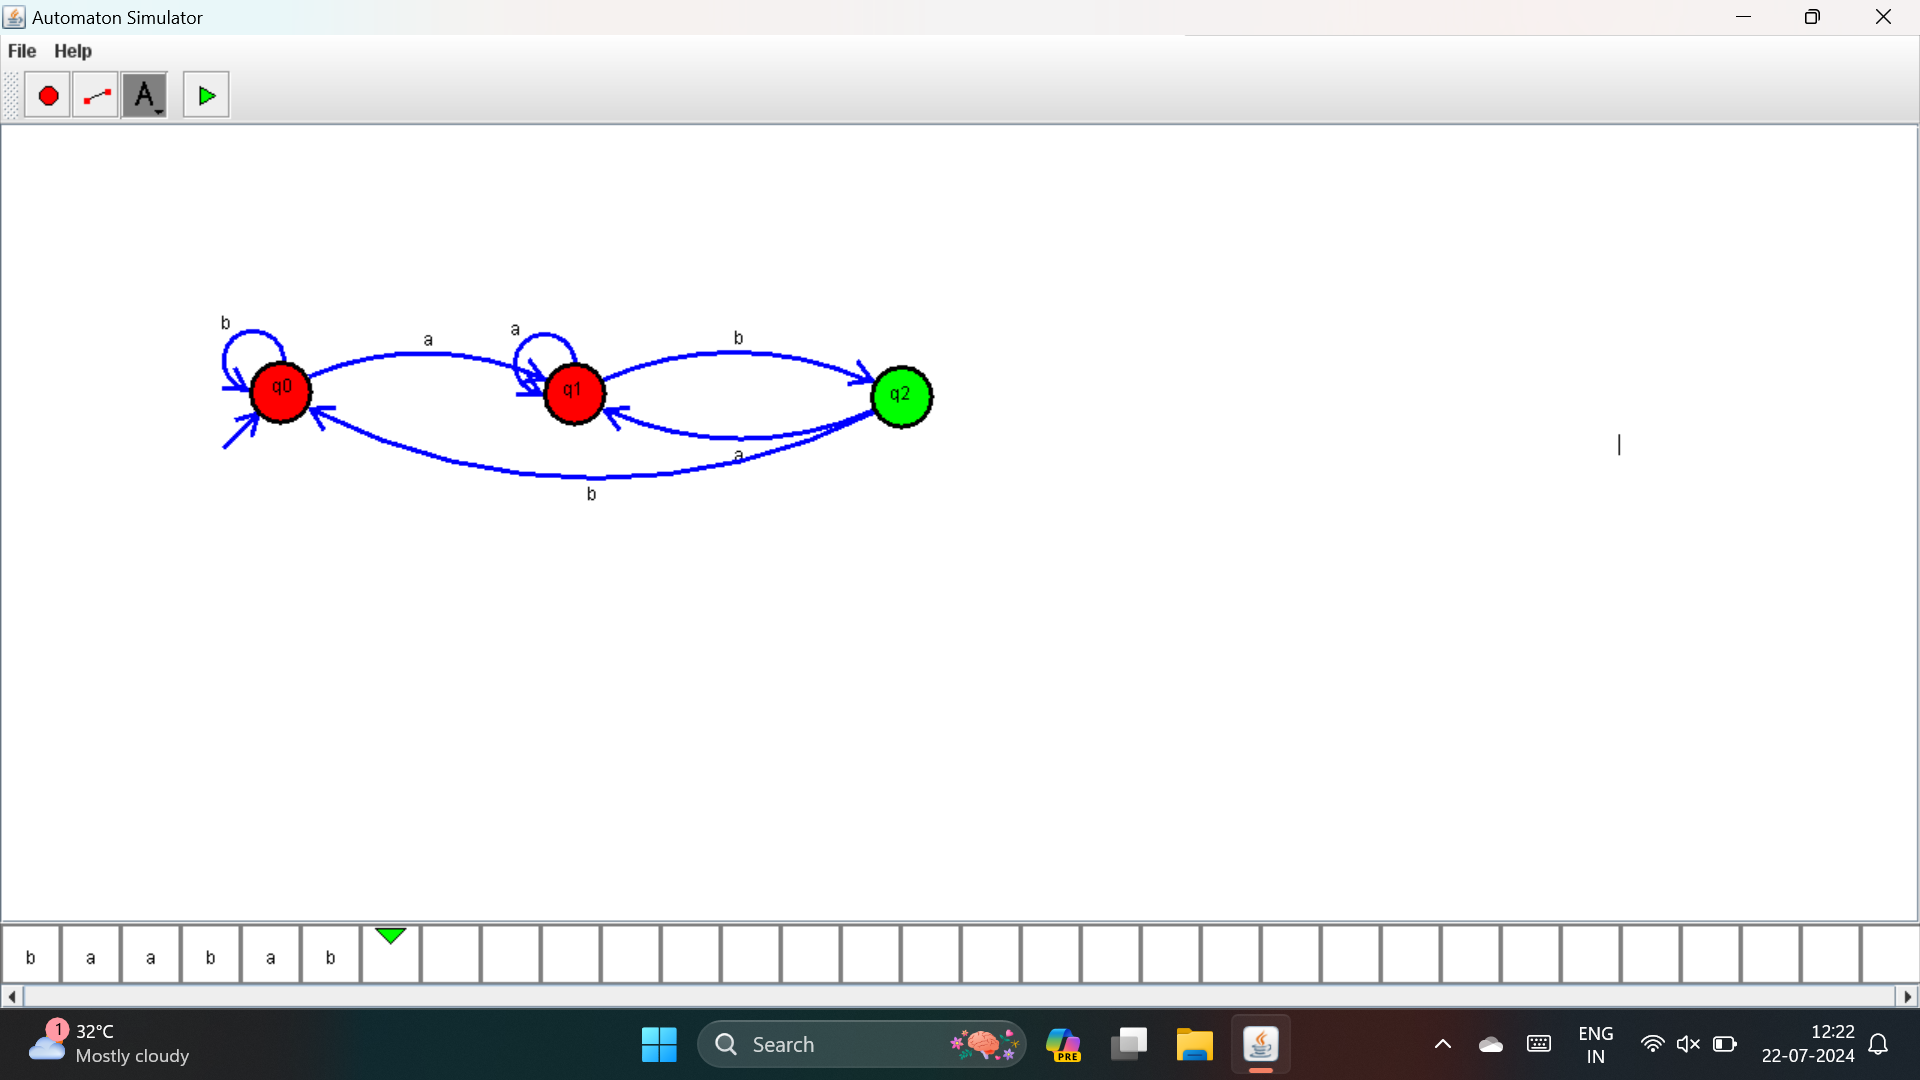 Automaton Simulator
File Help
A
b
a
a
b
q0
q1
q2
a
b
b a a b a b
1
32°C
Mostly cloudy
Search
PRE
ENG
IN
12:22
22-07-2024